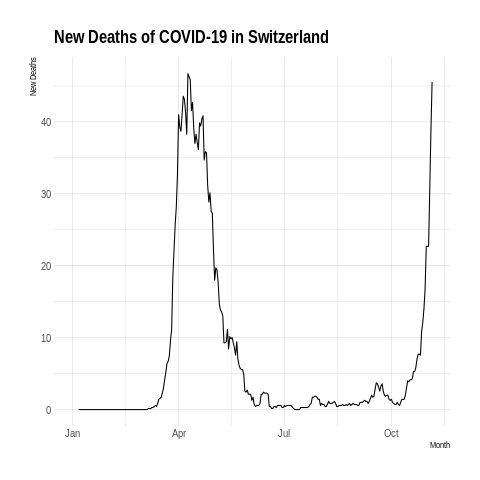 New Deaths of COVID-19 in Switzerland
New Deaths
40
30
20
10
0
Jan Apr Jul Oct
Month